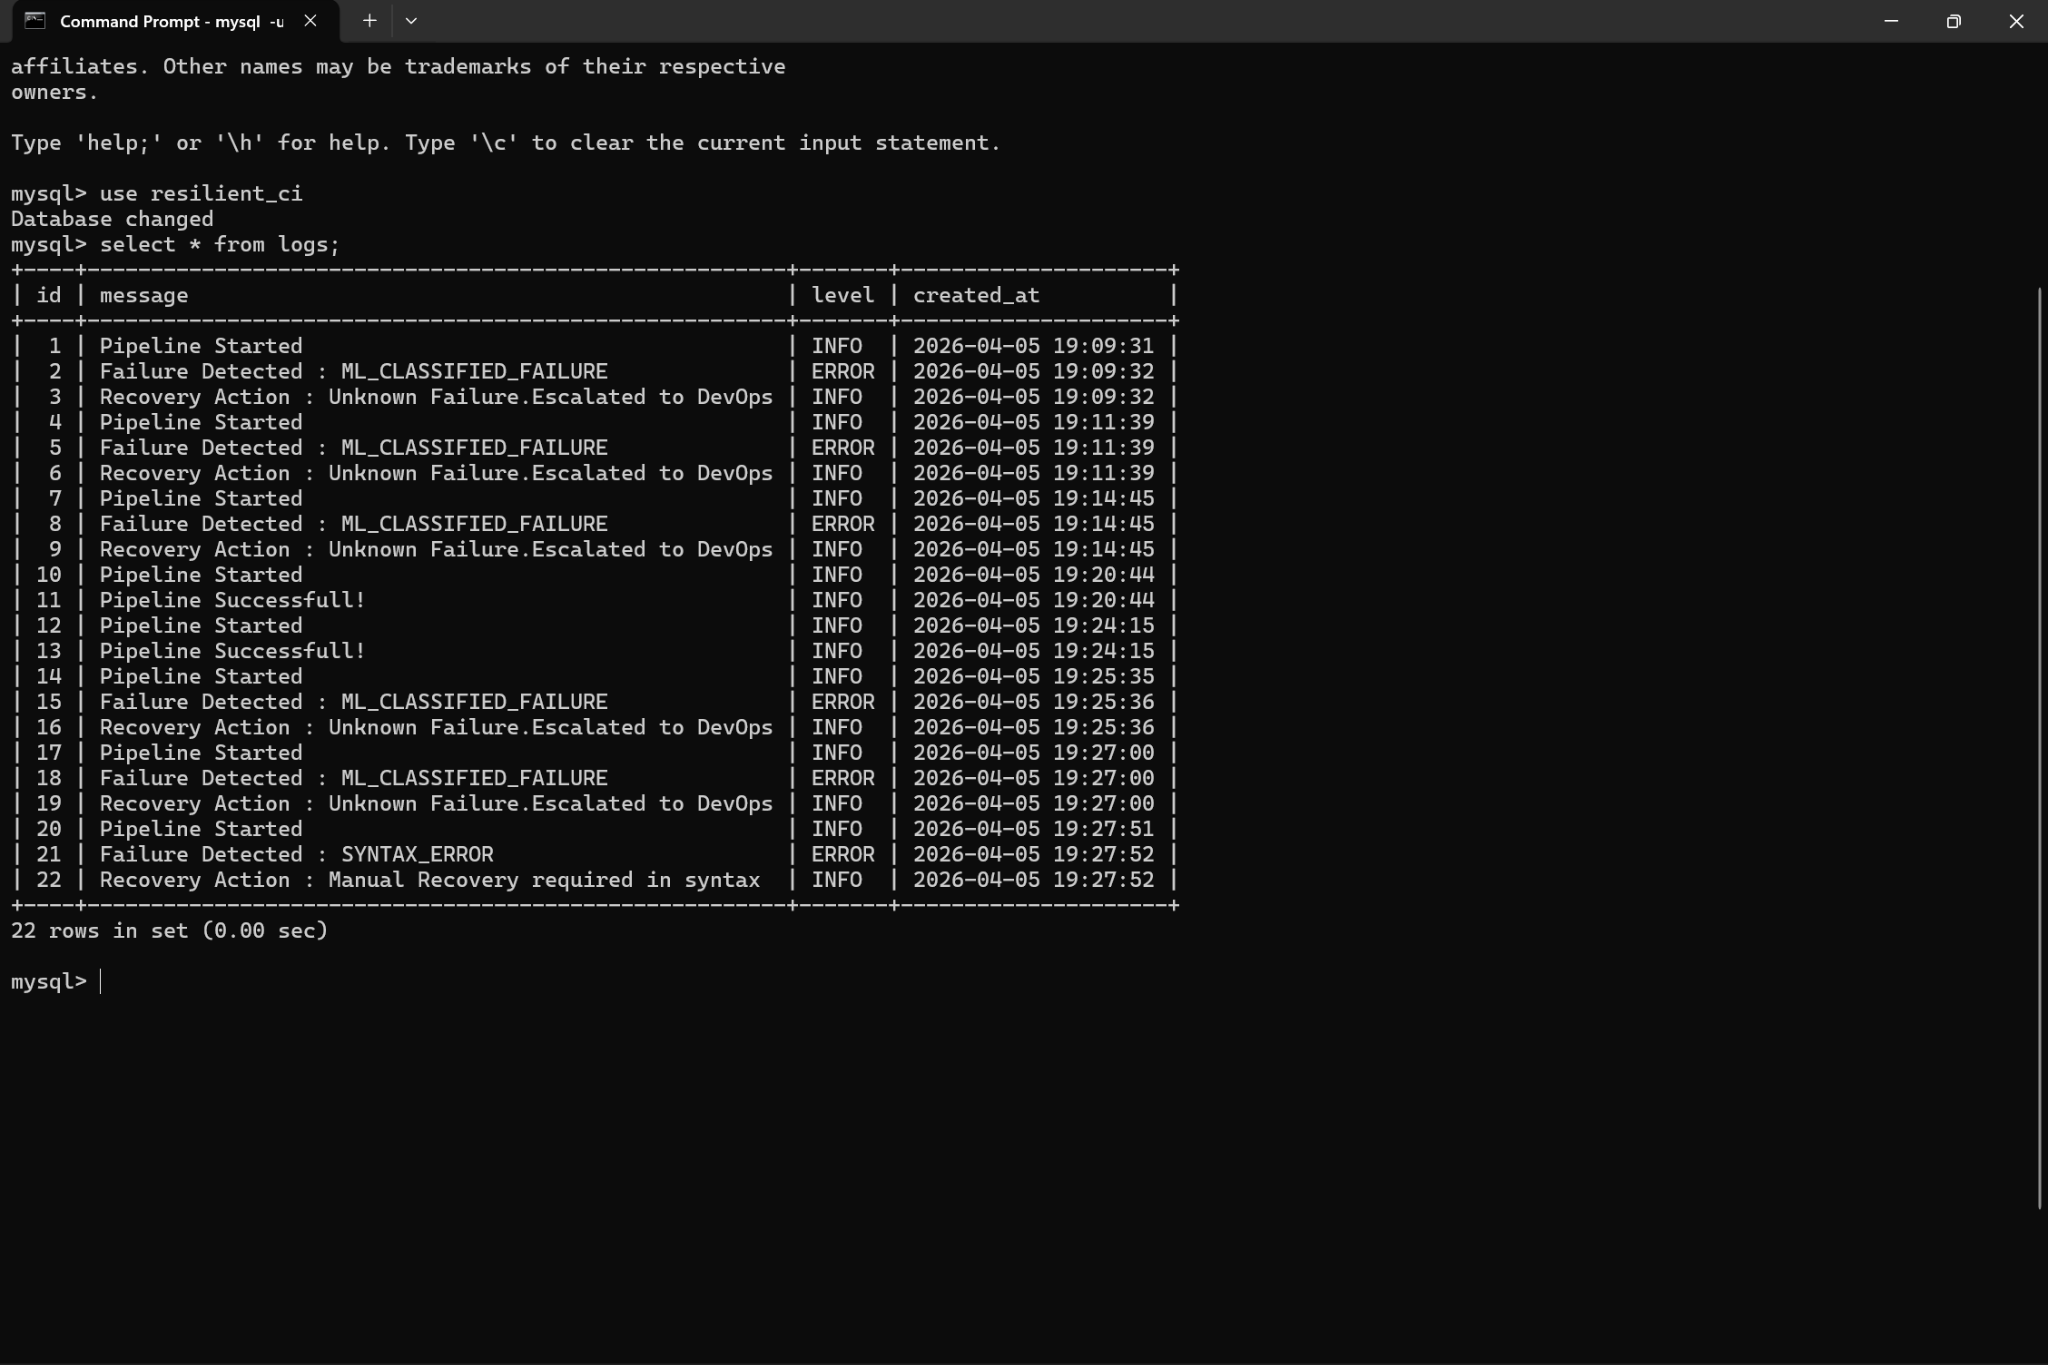 Command Prompt - mysql -u
affiliates. Other names may be trademarks of their respective
owners.
Type 'help;' or '\h' for help. Type '\c' to clear the current input statement.
mysql> use resilient_ci
Database changed
mysql> select * from logs;
+----+-------------------------------------------------------+-------+---------------------+
| id | message                                               | level | created_at          |
+----+-------------------------------------------------------+-------+---------------------+
|  1 | Pipeline Started                                      | INFO  | 2026-04-05 19:09:31 |
|  2 | Failure Detected : ML_CLASSIFIED_FAILURE              | ERROR | 2026-04-05 19:09:32 |
|  3 | Recovery Action : Unknown Failure.Escalated to DevOps | INFO  | 2026-04-05 19:09:32 |
|  4 | Pipeline Started                                      | INFO  | 2026-04-05 19:11:39 |
|  5 | Failure Detected : ML_CLASSIFIED_FAILURE              | ERROR | 2026-04-05 19:11:39 |
|  6 | Recovery Action : Unknown Failure.Escalated to DevOps | INFO  | 2026-04-05 19:11:39 |
|  7 | Pipeline Started                                      | INFO  | 2026-04-05 19:14:45 |
|  8 | Failure Detected : ML_CLASSIFIED_FAILURE              | ERROR | 2026-04-05 19:14:45 |
|  9 | Recovery Action : Unknown Failure.Escalated to DevOps | INFO  | 2026-04-05 19:14:45 |
| 10 | Pipeline Started                                      | INFO  | 2026-04-05 19:20:44 |
| 11 | Pipeline Successfull!                                 | INFO  | 2026-04-05 19:20:44 |
| 12 | Pipeline Started                                      | INFO  | 2026-04-05 19:24:15 |
| 13 | Pipeline Successfull!                                 | INFO  | 2026-04-05 19:24:15 |
| 14 | Pipeline Started                                      | INFO  | 2026-04-05 19:25:35 |
| 15 | Failure Detected : ML_CLASSIFIED_FAILURE              | ERROR | 2026-04-05 19:25:36 |
| 16 | Recovery Action : Unknown Failure.Escalated to DevOps | INFO  | 2026-04-05 19:25:36 |
| 17 | Pipeline Started                                      | INFO  | 2026-04-05 19:27:00 |
| 18 | Failure Detected : ML_CLASSIFIED_FAILURE              | ERROR | 2026-04-05 19:27:00 |
| 19 | Recovery Action : Unknown Failure.Escalated to DevOps | INFO  | 2026-04-05 19:27:00 |
| 20 | Pipeline Started                                      | INFO  | 2026-04-05 19:27:51 |
| 21 | Failure Detected : SYNTAX_ERROR                       | ERROR | 2026-04-05 19:27:52 |
| 22 | Recovery Action : Manual Recovery required in syntax  | INFO  | 2026-04-05 19:27:52 |
+----+-------------------------------------------------------+-------+---------------------+
22 rows in set (0.00 sec)
mysql>